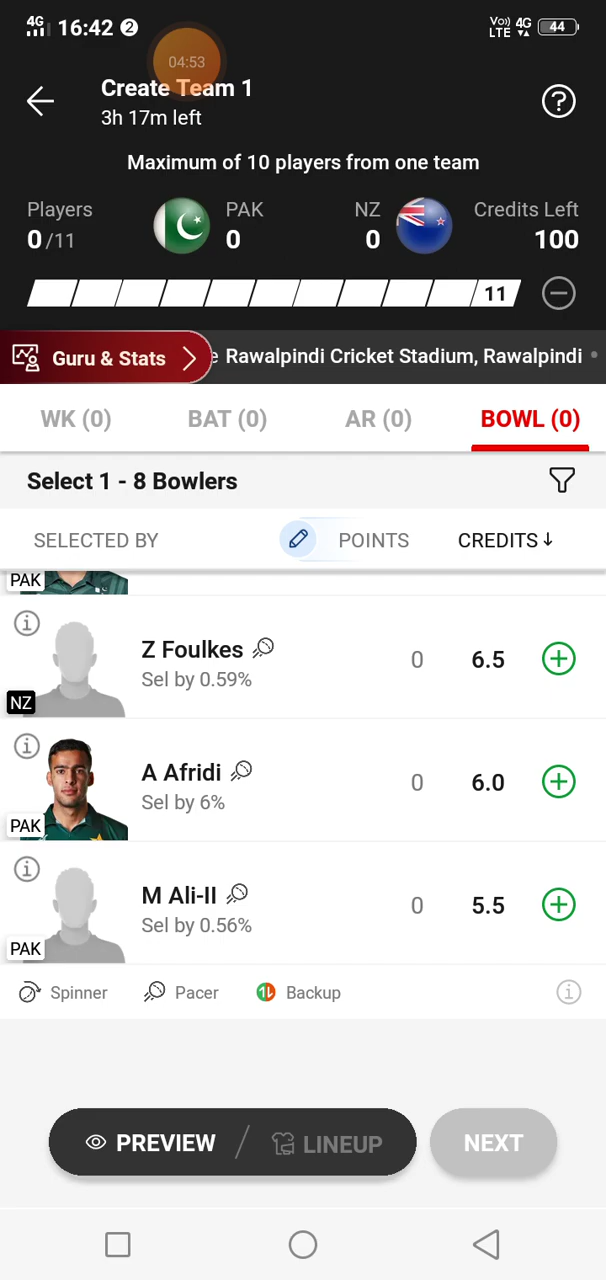 4G 16:42 2 Vo)) LTE 4G 44
04:53
Create Team 1
3h 17m left
Maximum of 10 players from one team
Players PAK NZ Credits Left
0/11 0 0 100
11
Guru & Stats e Rawalpindi Cricket Stadium, Rawalpindi
WK (0) BAT (0) AR (0) BOWL (0)
Select 1 - 8 Bowlers
SELECTED BY POINTS CREDITS↓
PAK
Z Foulkes 0 6.5
Sel by 0.59%
NZ
A Afridi 0 6.0
Sel by 6%
PAK
M Ali-II 0 5.5
Sel by 0.56%
PAK
Spinner Pacer Backup
PREVIEW / LINEUP NEXT